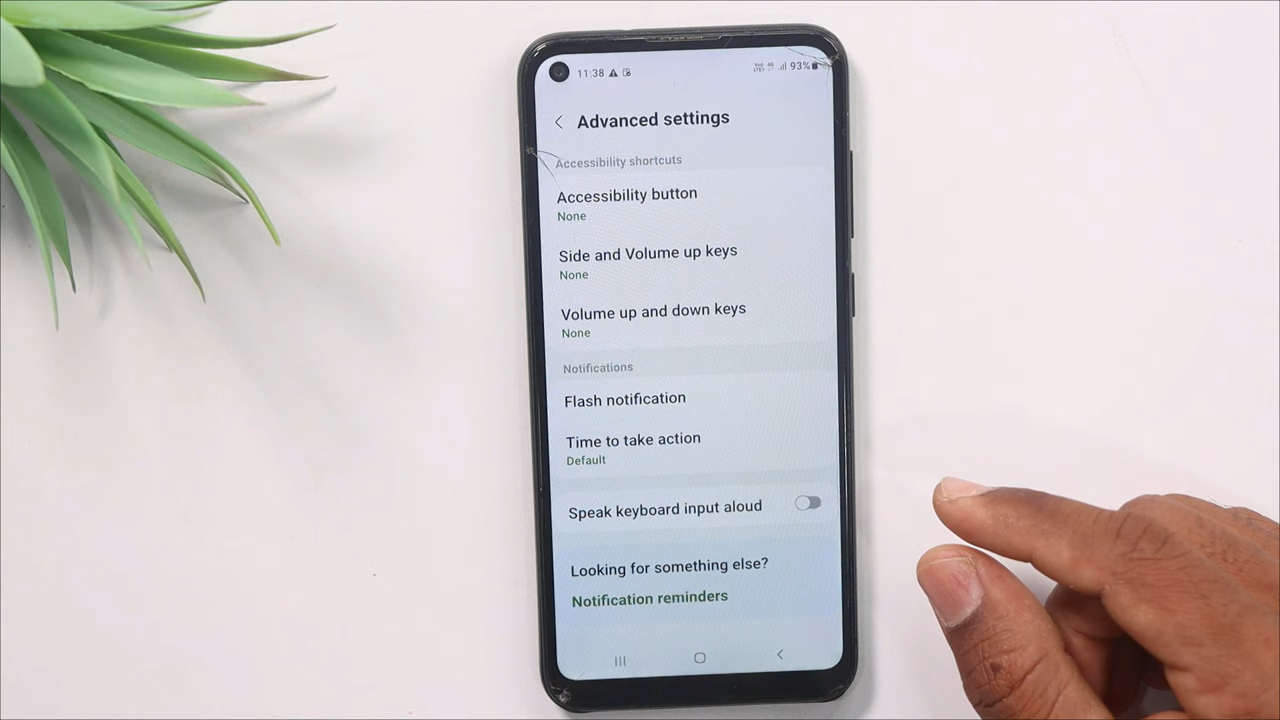 11:38
93%
Advanced settings
Accessibility shortcuts
Accessibility button
None
Side and Volume up keys
None
Volume up and down keys
None
Notifications
Flash notification
Time to take action
Default
Speak keyboard input aloud
Looking for something else?
Notification reminders